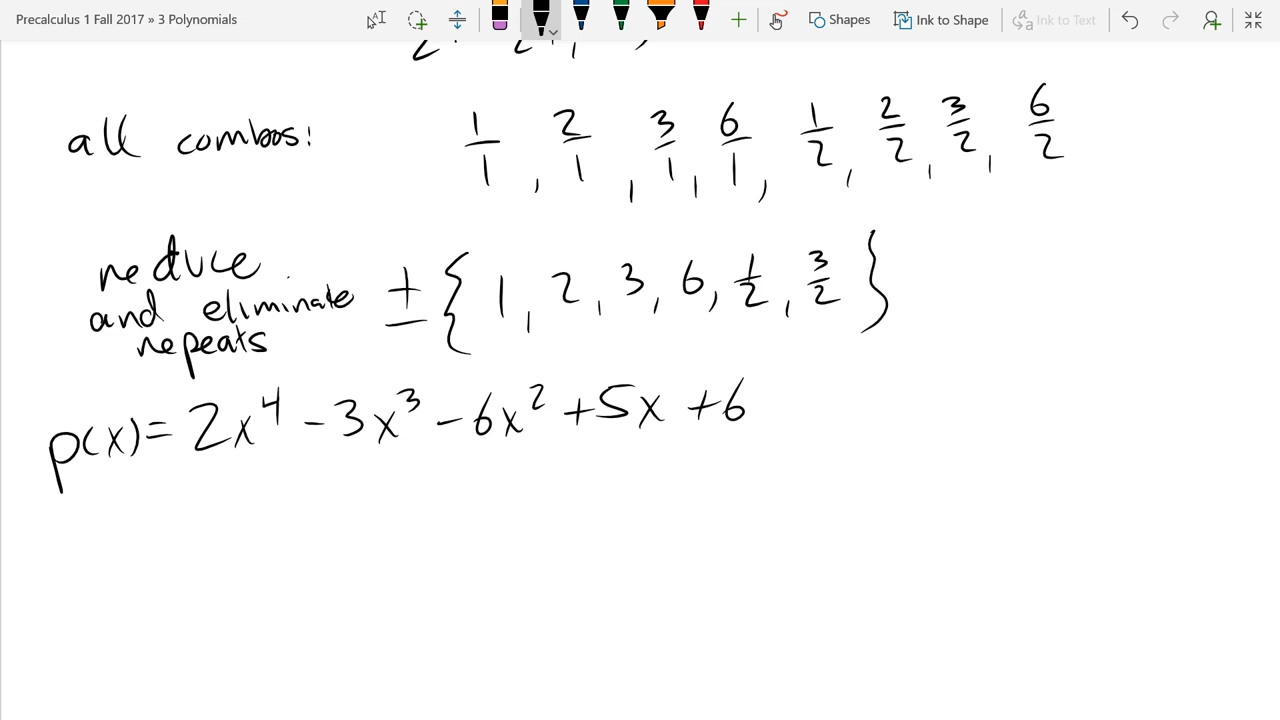 Precalculus 1 Fall 2017 » 3 Polynomials
Shapes
Ink to Shape
Ink to Text
all combos: 1/1, 2/1, 3/1, 6/1, 1/2, 2/2, 3/2, 6/2
reduce
and eliminate
repeats
± { 1, 2, 3, 6, 1/2, 3/2 }
p(x) = 2x⁴ - 3x³ - 6x² + 5x + 6